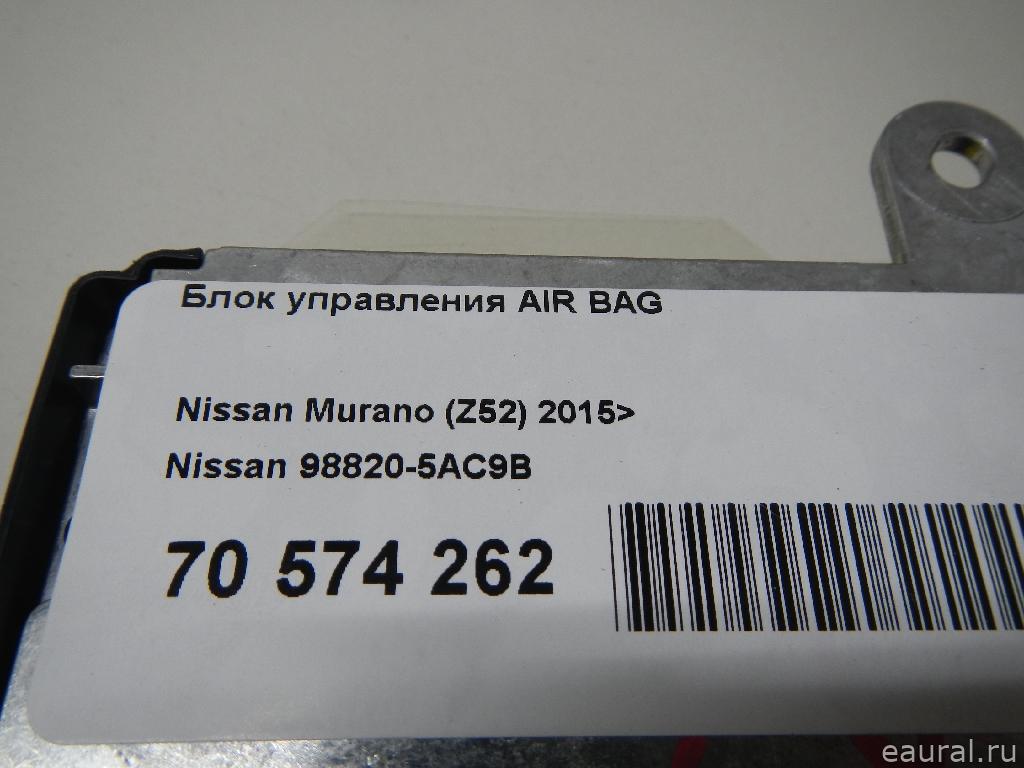 Блок управления AIR BAG
Nissan Murano (Z52) 2015>
Nissan 98820-5AC9B
70 574 262
eaural.ru